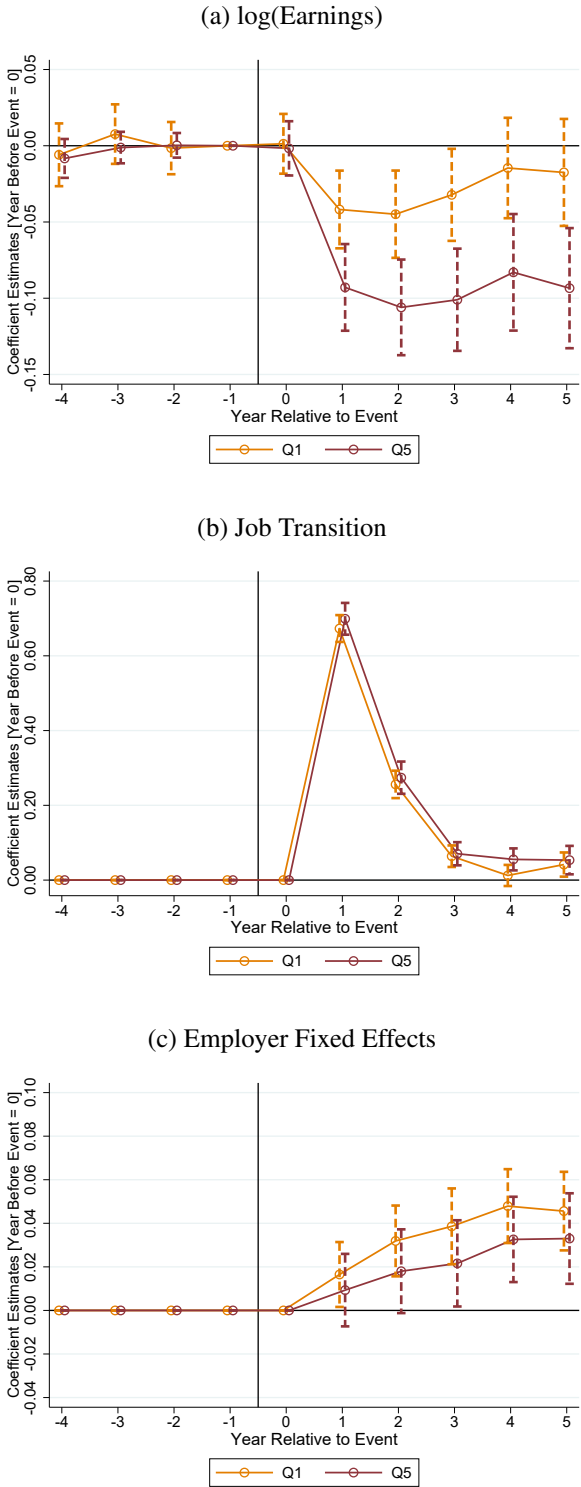 (a) log(Earnings)
Coefficient Estimates [Year Before Event = 0]
0.05
0.00
-0.05
-0.10
-0.15
-4 -3 -2 -1 0 1 2 3 4 5
Year Relative to Event
Q1 Q5
(b) Job Transition
Coefficient Estimates [Year Before Event = 0]
0.80
0.60
0.40
0.20
0.00
-4 -3 -2 -1 0 1 2 3 4 5
Year Relative to Event
Q1 Q5
(c) Employer Fixed Effects
Coefficient Estimates [Year Before Event = 0]
0.10
0.08
0.06
0.04
0.02
0.00
-0.02
-0.04
-4 -3 -2 -1 0 1 2 3 4 5
Year Relative to Event
Q1 Q5